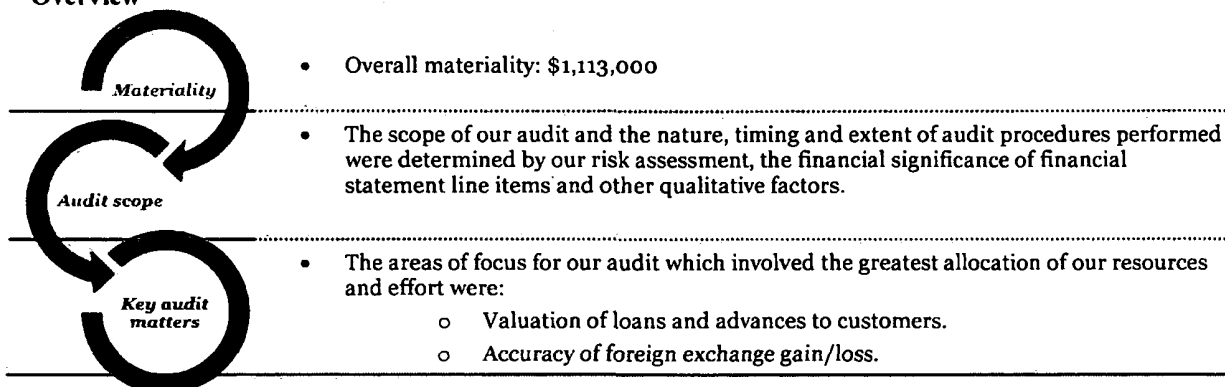 Overview
Materiality
• Overall materiality: $1,113,000
Audit scope
• The scope of our audit and the nature, timing and extent of audit procedures performed
were determined by our risk assessment, the financial significance of financial
statement line items and other qualitative factors.
Key audit
matters
• The areas of focus for our audit which involved the greatest allocation of our resources
and effort were:
o Valuation of loans and advances to customers.
o Accuracy of foreign exchange gain/loss.